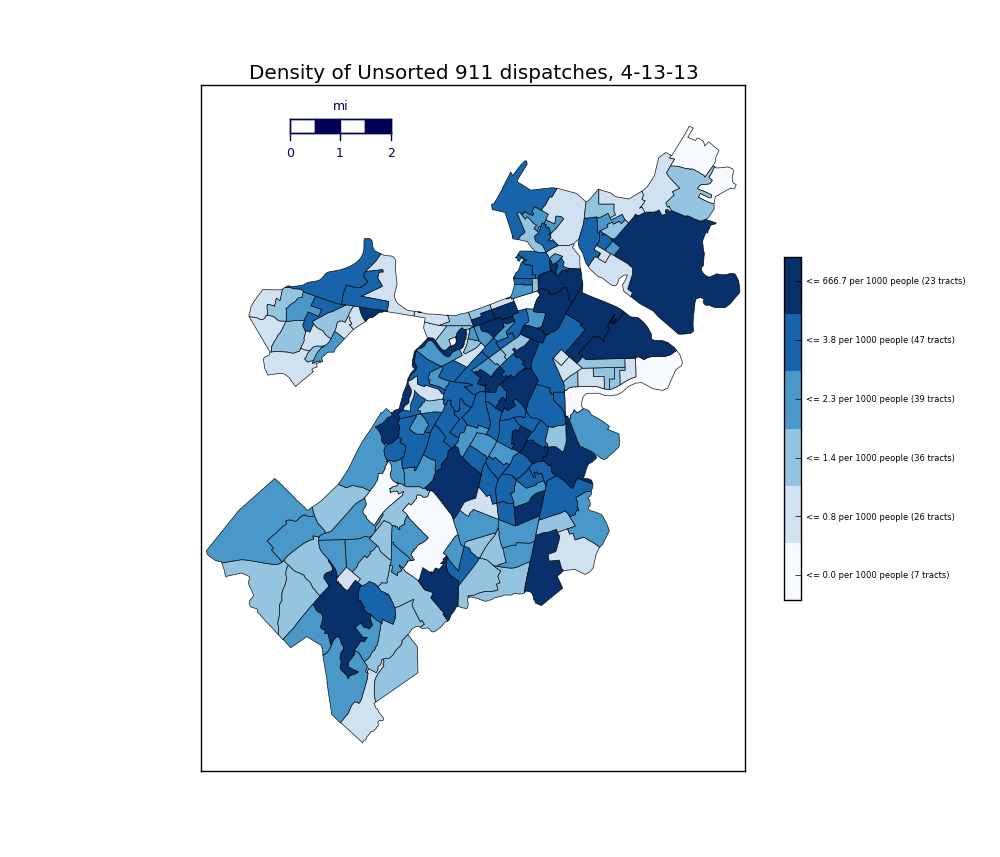 Density of Unsorted 911 dispatches, 4-13-13
mi
0 1 2
<= 666.7 per 1000 people (23 tracts)
<= 3.8 per 1000 people (47 tracts)
<= 2.3 per 1000 people (39 tracts)
<= 1.4 per 1000 people (36 tracts)
<= 0.8 per 1000 people (26 tracts)
<= 0.0 per 1000 people (7 tracts)